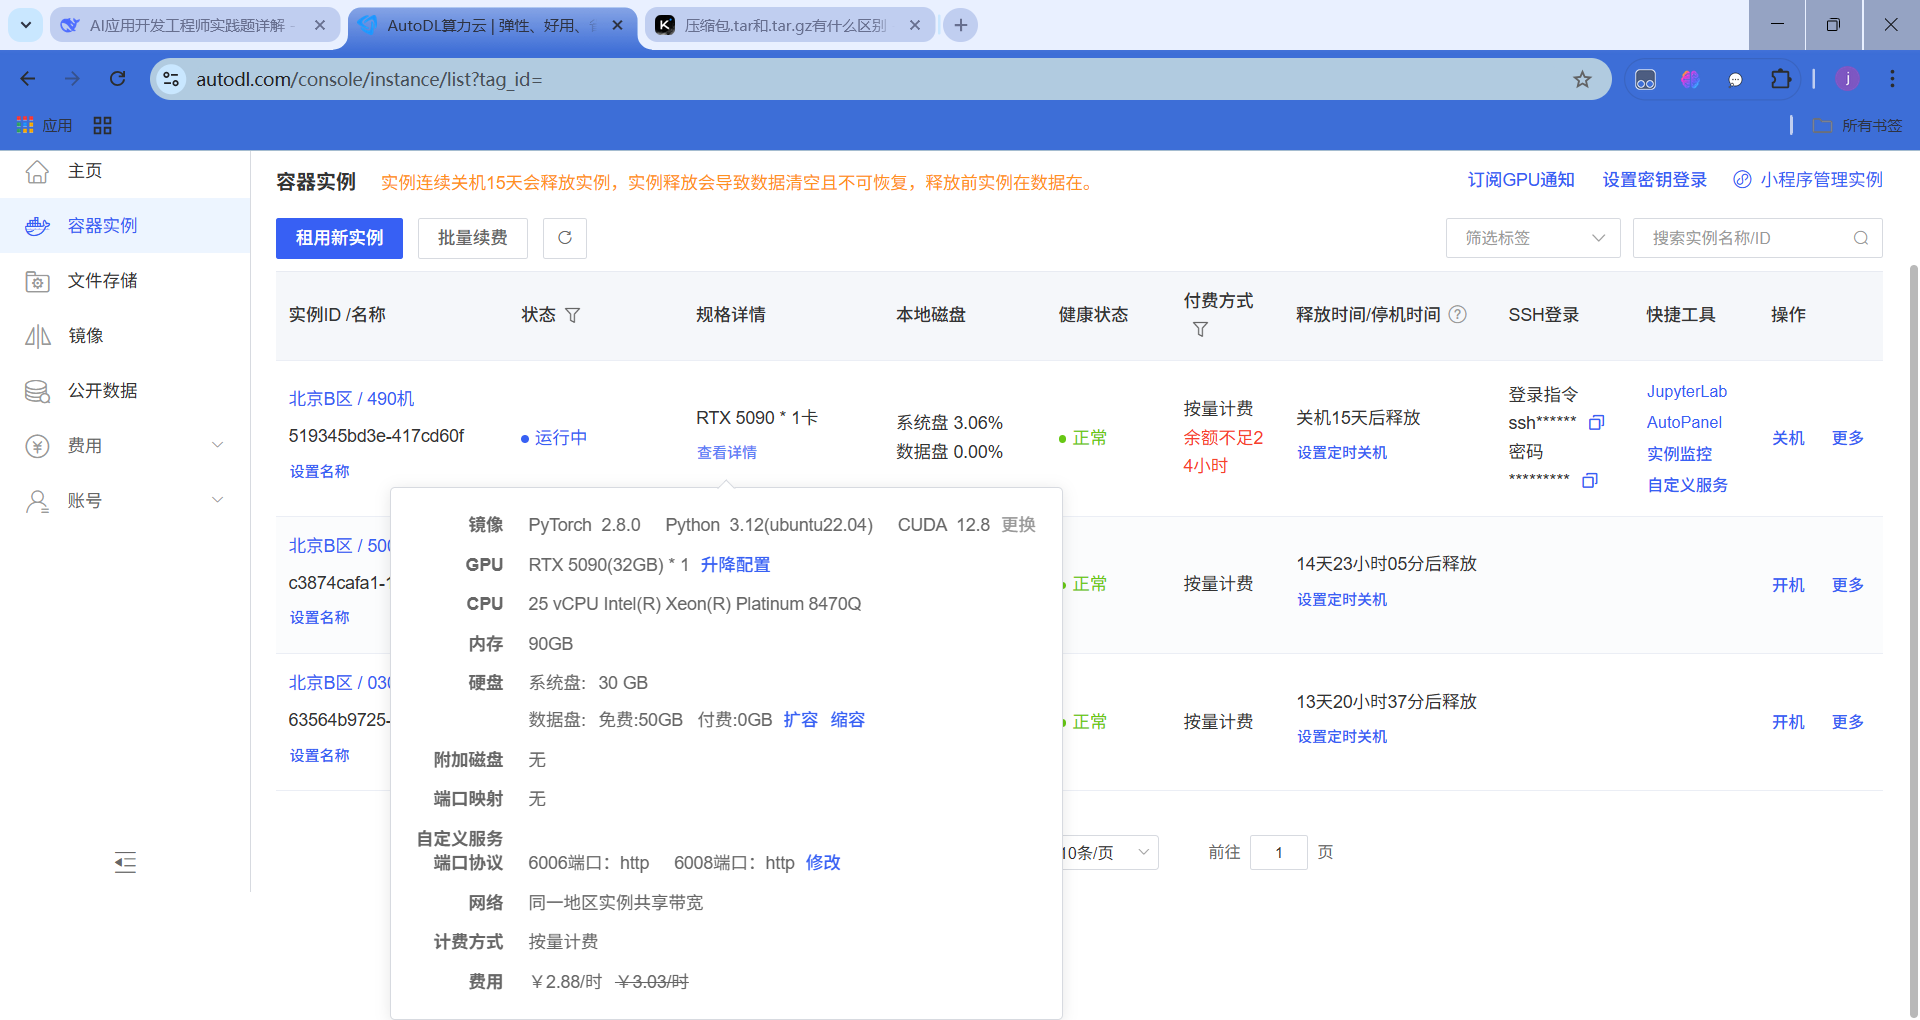 AI应用开发工程师实践题详解 -
AutoDL算力云 | 弹性、好用、
压缩包.tar和.tar.gz有什么区别
autodl.com/console/instance/list?tag_id=
j
应用
所有书签
主页
容器实例
文件存储
镜像
公开数据
费用
账号
容器实例
实例连续关机15天会释放实例，实例释放会导致数据清空且不可恢复，释放前实例在数据在。
订阅GPU通知
设置密钥登录
小程序管理实例
租用新实例
批量续费
筛选标签
搜索实例名称/ID
实例ID /名称
状态
规格详情
本地磁盘
健康状态
付费方式
释放时间/停机时间
SSH登录
快捷工具
操作
北京B区 / 490机
519345bd3e-417cd60f
设置名称
运行中
RTX 5090 * 1卡
查看详情
系统盘 3.06%
数据盘 0.00%
正常
按量计费
余额不足2
4小时
关机15天后释放
设置定时关机
登录指令
ssh******
密码
*********
JupyterLab
AutoPanel
实例监控
自定义服务
关机
更多
北京B区 / 500
c3874cafa1-1
设置名称
正常
按量计费
14天23小时05分后释放
设置定时关机
开机
更多
北京B区 / 030
63564b9725-
设置名称
正常
按量计费
13天20小时37分后释放
设置定时关机
开机
更多
镜像 PyTorch 2.8.0 Python 3.12(ubuntu22.04) CUDA 12.8 更换
GPU RTX 5090(32GB) * 1 升降配置
CPU 25 vCPU Intel(R) Xeon(R) Platinum 8470Q
内存 90GB
硬盘 系统盘: 30 GB
数据盘: 免费:50GB 付费:0GB 扩容 缩容
附加磁盘 无
端口映射 无
自定义服务
端口协议 6006端口：http 6008端口：http 修改
网络 同一地区实例共享带宽
计费方式 按量计费
费用 ￥2.88/时 ￥3.03/时
10条/页
前往 1 页